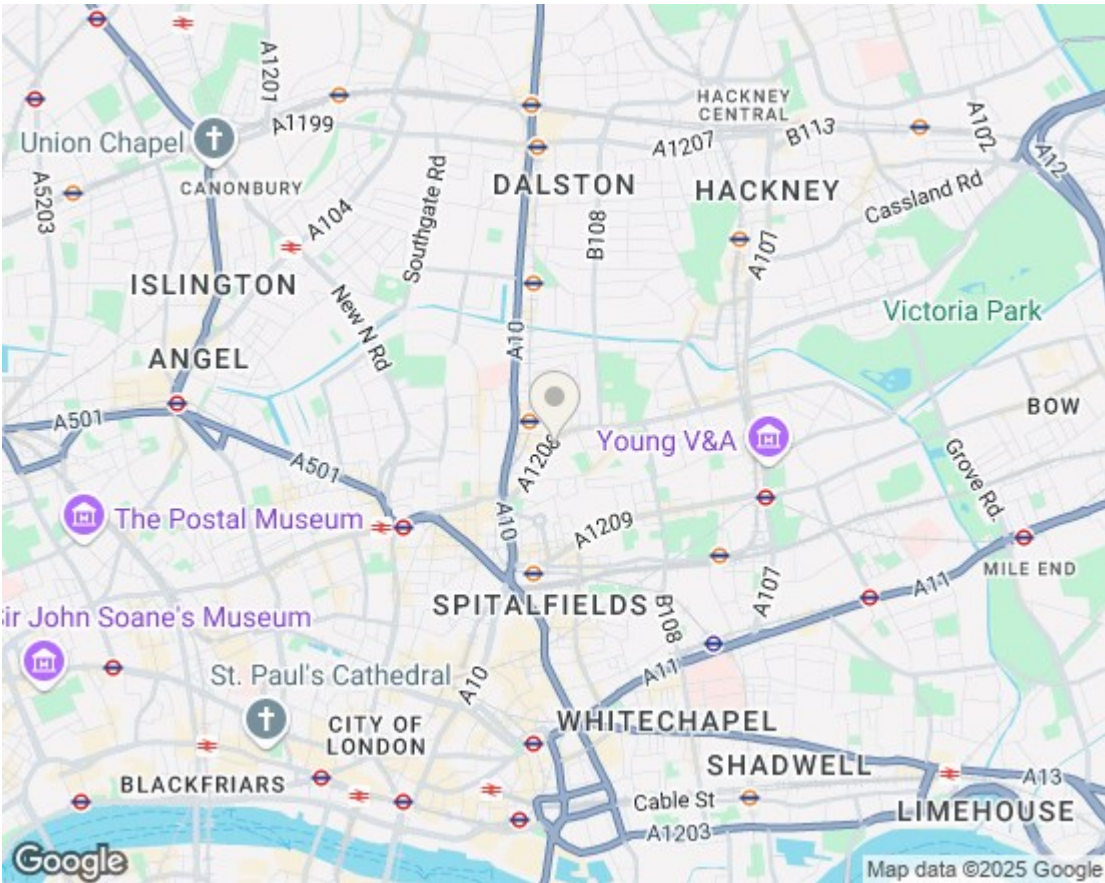 A1201
A1199
Union Chapel
CANONBURY
A5203
A104
Southgate Rd
ISLINGTON
New N Rd
ANGEL
A501
A501
The Postal Museum
Sir John Soane's Museum
St. Paul's Cathedral
CITY OF
LONDON
BLACKFRIARS
HACKNEY
CENTRAL
B113
A1207
A102
A12
DALSTON
HACKNEY
Cassland Rd
B108
A107
Victoria Park
A10
BOW
A1208
Young V&A
Grove Rd.
A10
A1209
MILE END
A107
A11
SPITALFIELDS
B108
A11
A10
WHITECHAPEL
SHADWELL
A13
Cable St
LIMEHOUSE
A1203
Google
Map data ©2025 Google